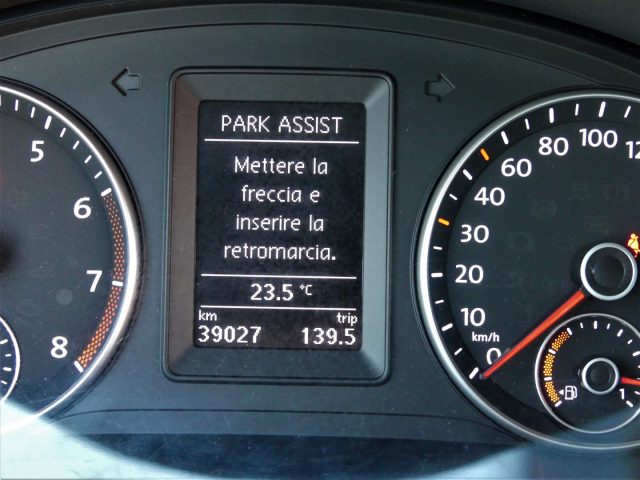 PARK ASSIST
Mettere la
freccia e
inserire la
retromarcia.
23.5 °C
km trip
39027 139.5
5
6
7
8
0
10
20
30
40
60
80
100
km/h
1